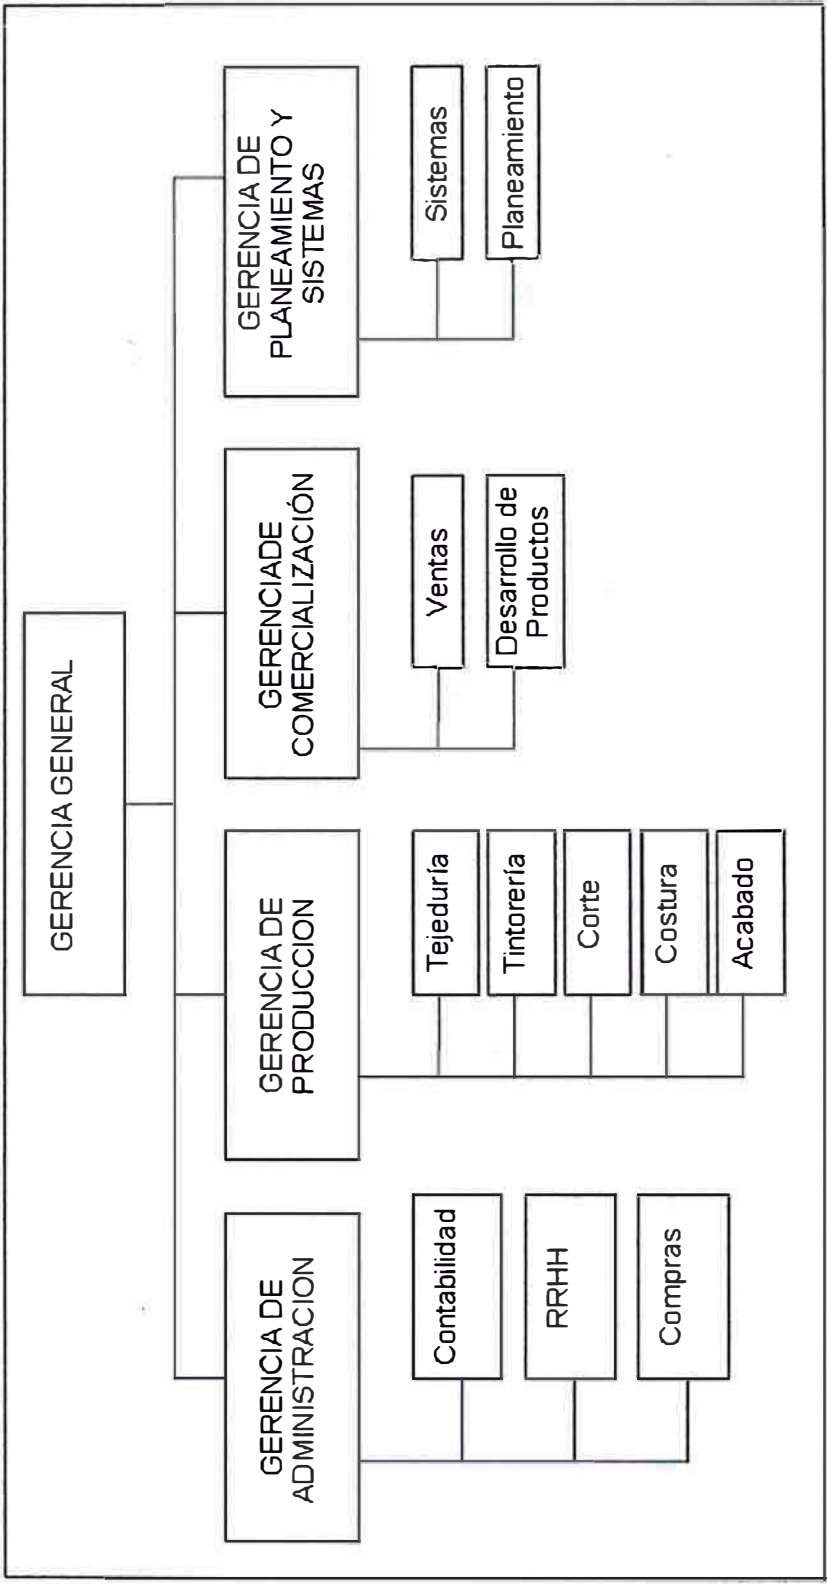 GERENCIA GENERAL
GERENCIA DE
ADMINISTRACION
Contabilidad
RRHH
Compras
GERENCIA DE
PRODUCCION
Tejeduría
Tintorería
Corte
Costura
Acabado
GERENCIADE
COMERCIALIZACIÓN
Ventas
Desarrollo de
Productos
GERENCIA DE
PLANEAMIENTO Y
SISTEMAS
Sistemas
Planeamiento